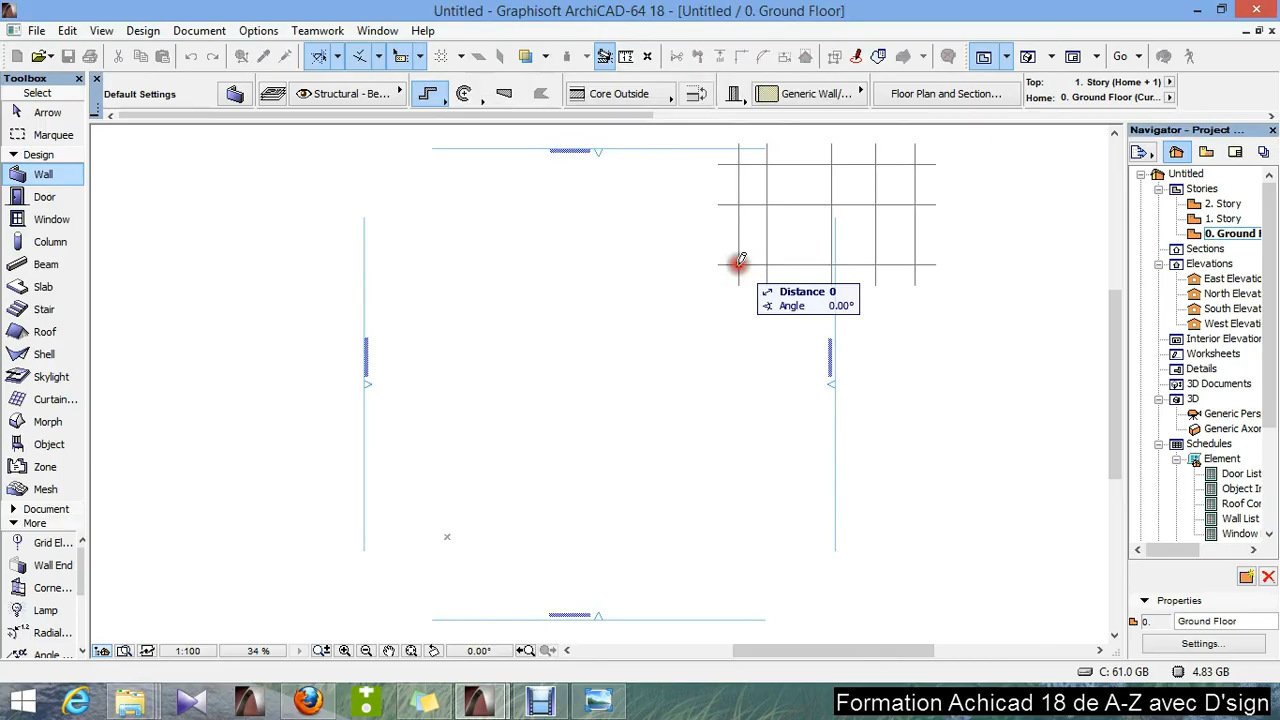 Untitled - Graphisoft ArchiCAD-64 18 - [Untitled / 0. Ground Floor]
File Edit View Design Document Options Teamwork Window Help
Go
Toolbox
Select
Arrow
Marquee
Design
Wall
Door
Window
Column
Beam
Slab
Stair
Roof
Shell
Skylight
Curtain...
Morph
Object
Zone
Mesh
Document
More
Grid El...
Wall End
Corne...
Lamp
Radial...
Angle
Default Settings
Structural - Be...
Core Outside
Generic Wall/...
Floor Plan and Section...
Top: 1. Story (Home + 1)
Home: 0. Ground Floor (Cur...
Distance 0
Angle 0.00°
1:100
34 %
0.00°
Navigator - Project ...
Untitled
Stories
2. Story
1. Story
0. Ground F
Sections
Elevations
East Elevati
North Elevat
South Elevat
West Elevati
Interior Elevation
Worksheets
Details
3D Documents
3D
Generic Pers
Generic Axon
Schedules
Element
Door List
Object In
Roof Cor
Wall List
Window
Properties
0. Ground Floor
Settings...
C: 61.0 GB 4.83 GB
Formation Achicad 18 de A-Z avec D'sign